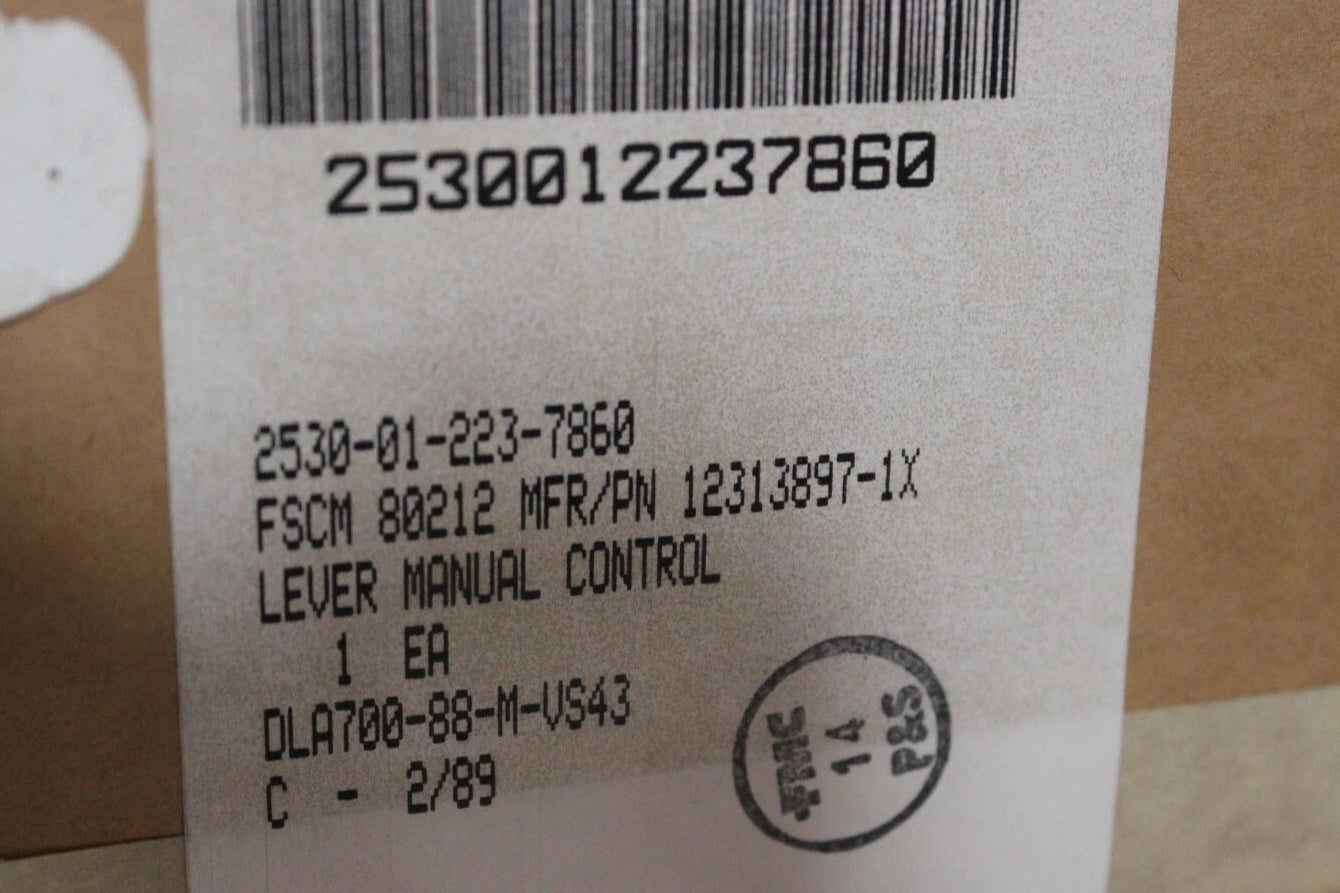 2530012237860
2530-01-223-7860
FSCM 80212 MFR/PN 12313897-1X
LEVER MANUAL CONTROL
1 EA
DLA700-88-M-VS43
C - 2/89
14
P&S